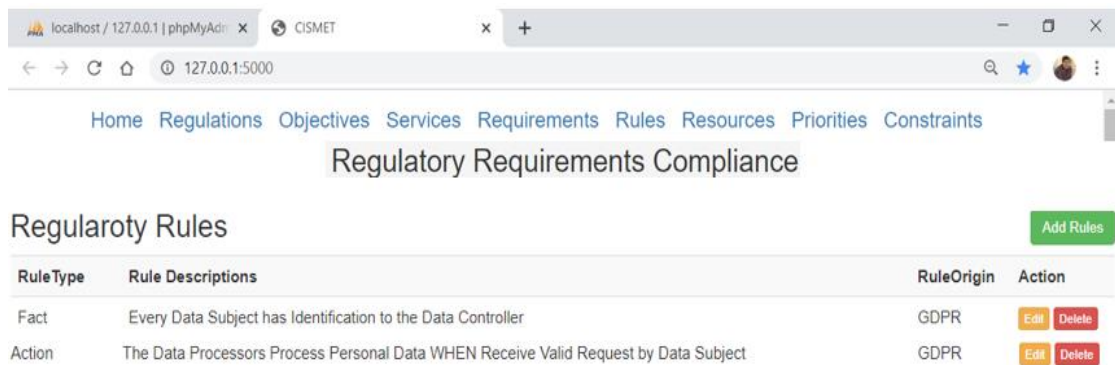 localhost / 127.0.0.1 | phpMyAdm
CISMET
127.0.0.1:5000
Home Regulations Objectives Services Requirements Rules Resources Priorities Constraints
Regulatory Requirements Compliance
Regularoty Rules
Add Rules
RuleType Rule Descriptions RuleOrigin Action
Fact Every Data Subject has Identification to the Data Controller GDPR Edit Delete
Action The Data Processors Process Personal Data WHEN Receive Valid Request by Data Subject GDPR Edit Delete